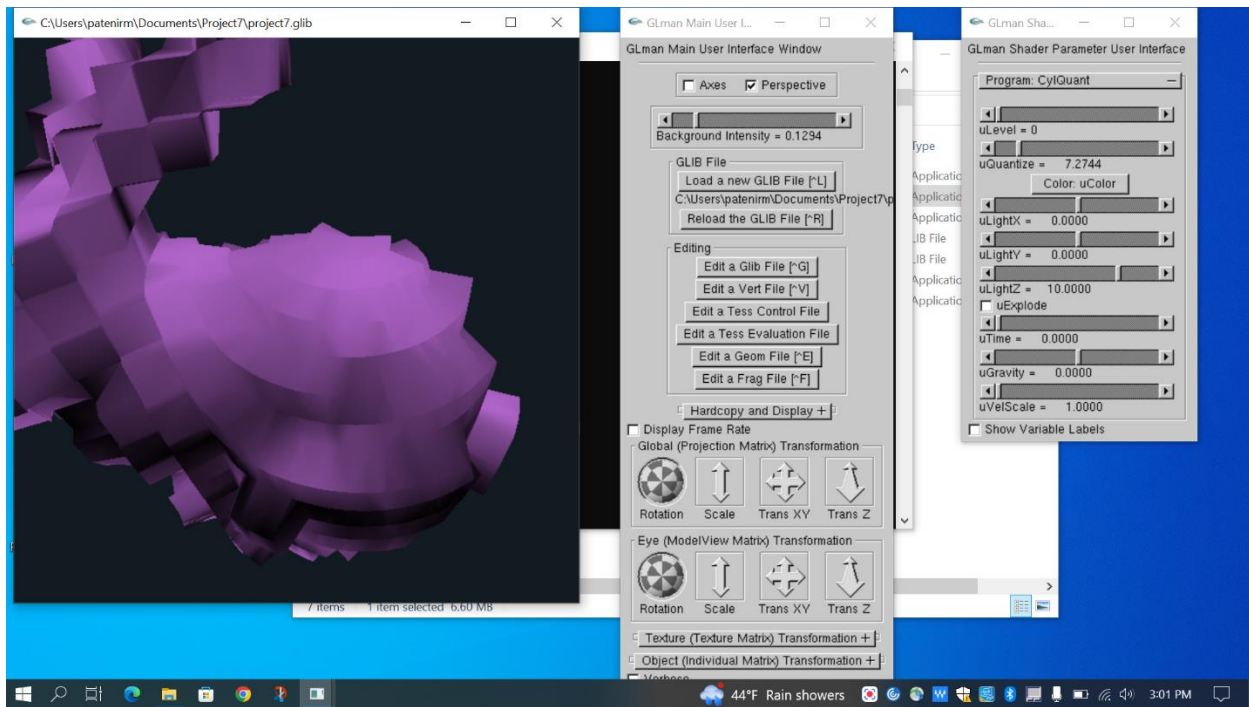 C:\Users\patenirm\Documents\Project7\project7.glib
GLman Main User I...
GLman Main User Interface Window
Axes
Perspective
Background Intensity = 0.1294
GLIB File
Load a new GLIB File [^L]
C:\Users\patenirm\Documents\Project7\p
Reload the GLIB File [^R]
Editing
Edit a Glib File [^G]
Edit a Vert File [^V]
Edit a Tess Control File
Edit a Tess Evaluation File
Edit a Geom File [^E]
Edit a Frag File [^F]
Hardcopy and Display +
Display Frame Rate
Global (Projection Matrix) Transformation
Rotation Scale Trans XY Trans Z
Eye (ModelView Matrix) Transformation
Rotation Scale Trans XY Trans Z
Texture (Texture Matrix) Transformation +
Object (Individual Matrix) Transformation +
Verbose
Type
Applicatio
Applicatio
Applicatio
LIB File
LIB File
Applicatio
Applicatio
GLman Sha...
GLman Shader Parameter User Interface
Program: CylQuant
uLevel = 0
uQuantize = 7.2744
Color: uColor
uLightX = 0.0000
uLightY = 0.0000
uLightZ = 10.0000
uExplode
uTime = 0.0000
uGravity = 0.0000
uVelScale = 1.0000
Show Variable Labels
7 items 1 item selected 6.60 MB
44°F Rain showers
3:01 PM